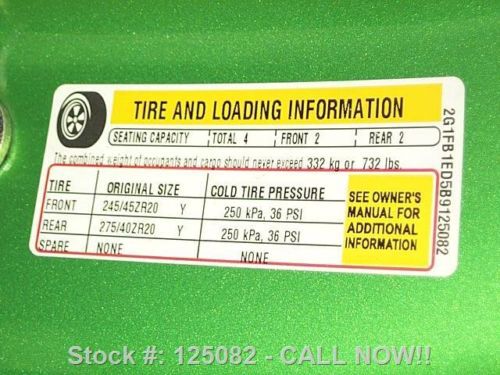 TIRE AND LOADING INFORMATION
SEATING CAPACITY TOTAL 4 FRONT 2 REAR 2
The combined weight of occupants and cargo should never exceed 332 kg or 732 lbs.
TIRE ORIGINAL SIZE COLD TIRE PRESSURE
FRONT 245/45ZR20 Y 250 kPa, 36 PSI
REAR 275/40ZR20 Y 250 kPa, 36 PSI
SPARE NONE NONE
SEE OWNER'S
MANUAL FOR
ADDITIONAL
INFORMATION
2G1FB1ED5B9125082
Stock #: 125082 - CALL NOW!!